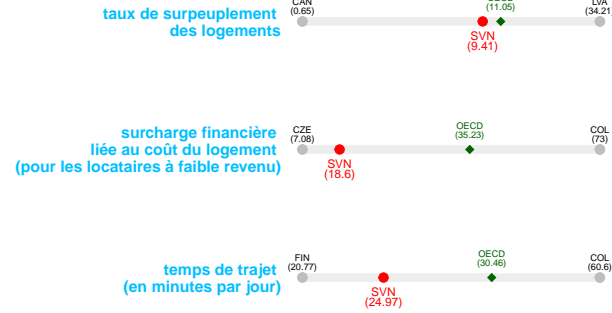 CAN
OECD
LVA
taux de surpeuplement
(0.65)
(11.05)
(34.21)
des logements
SVN
(9.41)
surcharge financière
CZE
OECD
COL
(7.08)
(35.23)
(73)
liée au coût du logement
(pour les locataires à faible revenu)
SVN
(18.6)
FIN
OECD
COL
temps de trajet
(20.77)
(30.46)
(60.6)
(en minutes par jour)
SVN
(24.97)